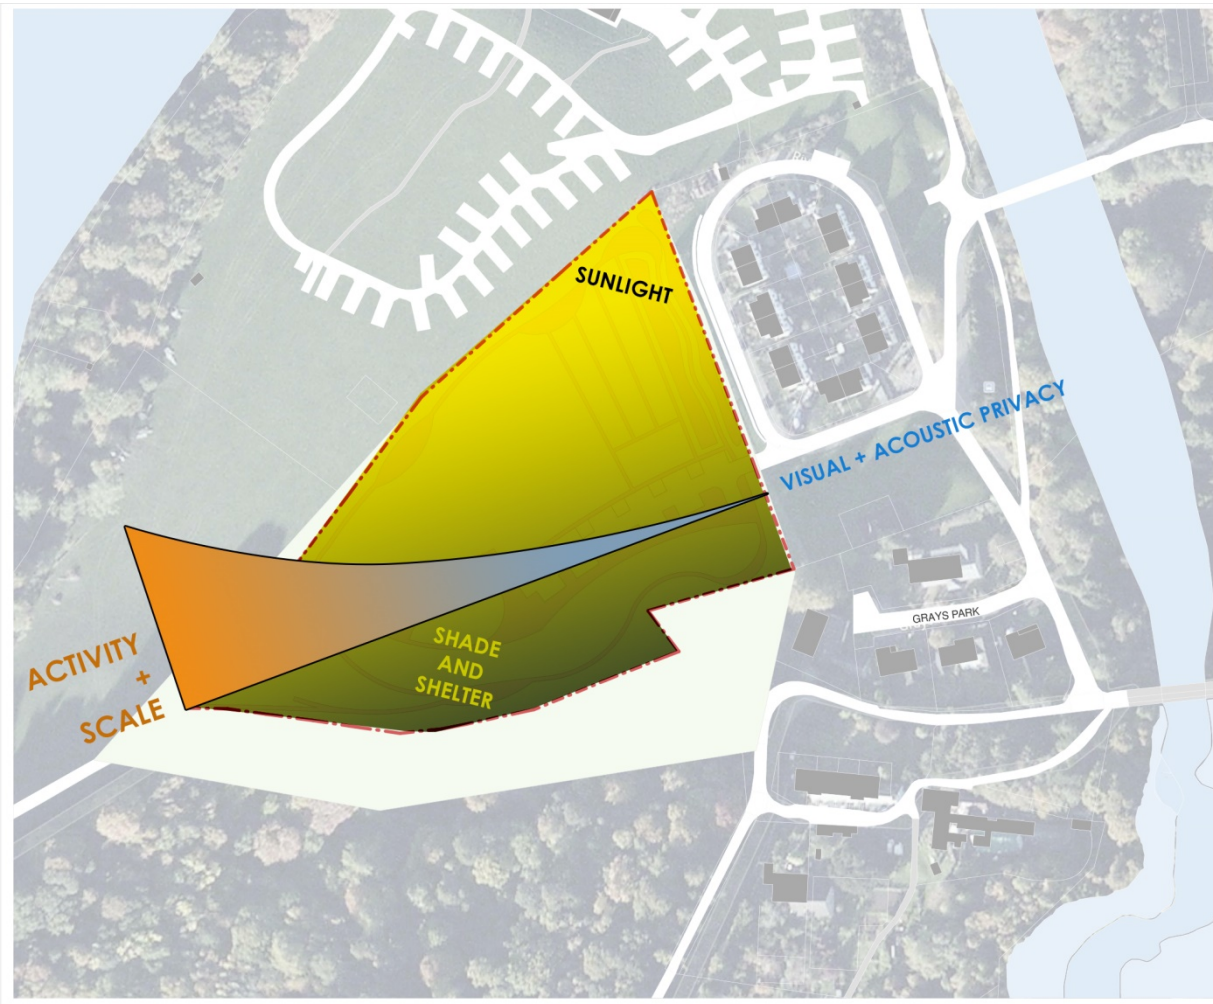 SUNLIGHT
VISUAL + ACOUSTIC PRIVACY
GRAYS PARK
SHADE
AND
SHELTER
ACTIVITY
+
SCALE